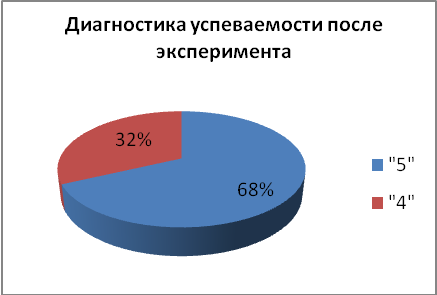 Диагностика успеваемости после
эксперимента
32%
68%
"5"
"4"